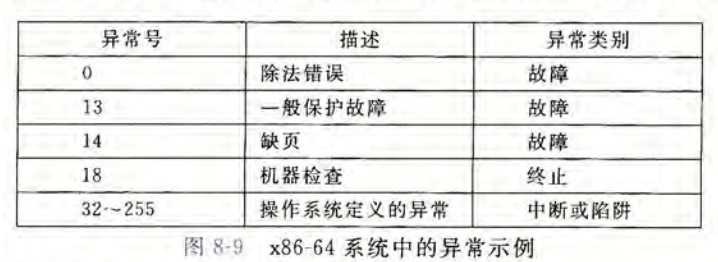 异常号 描述 异常类别
0 除法错误 故障
13 一般保护故障 故障
14 缺页 故障
18 机器检查 终止
32~255 操作系统定义的异常 中断或陷阱
图 8-9 x86-64 系统中的异常示例